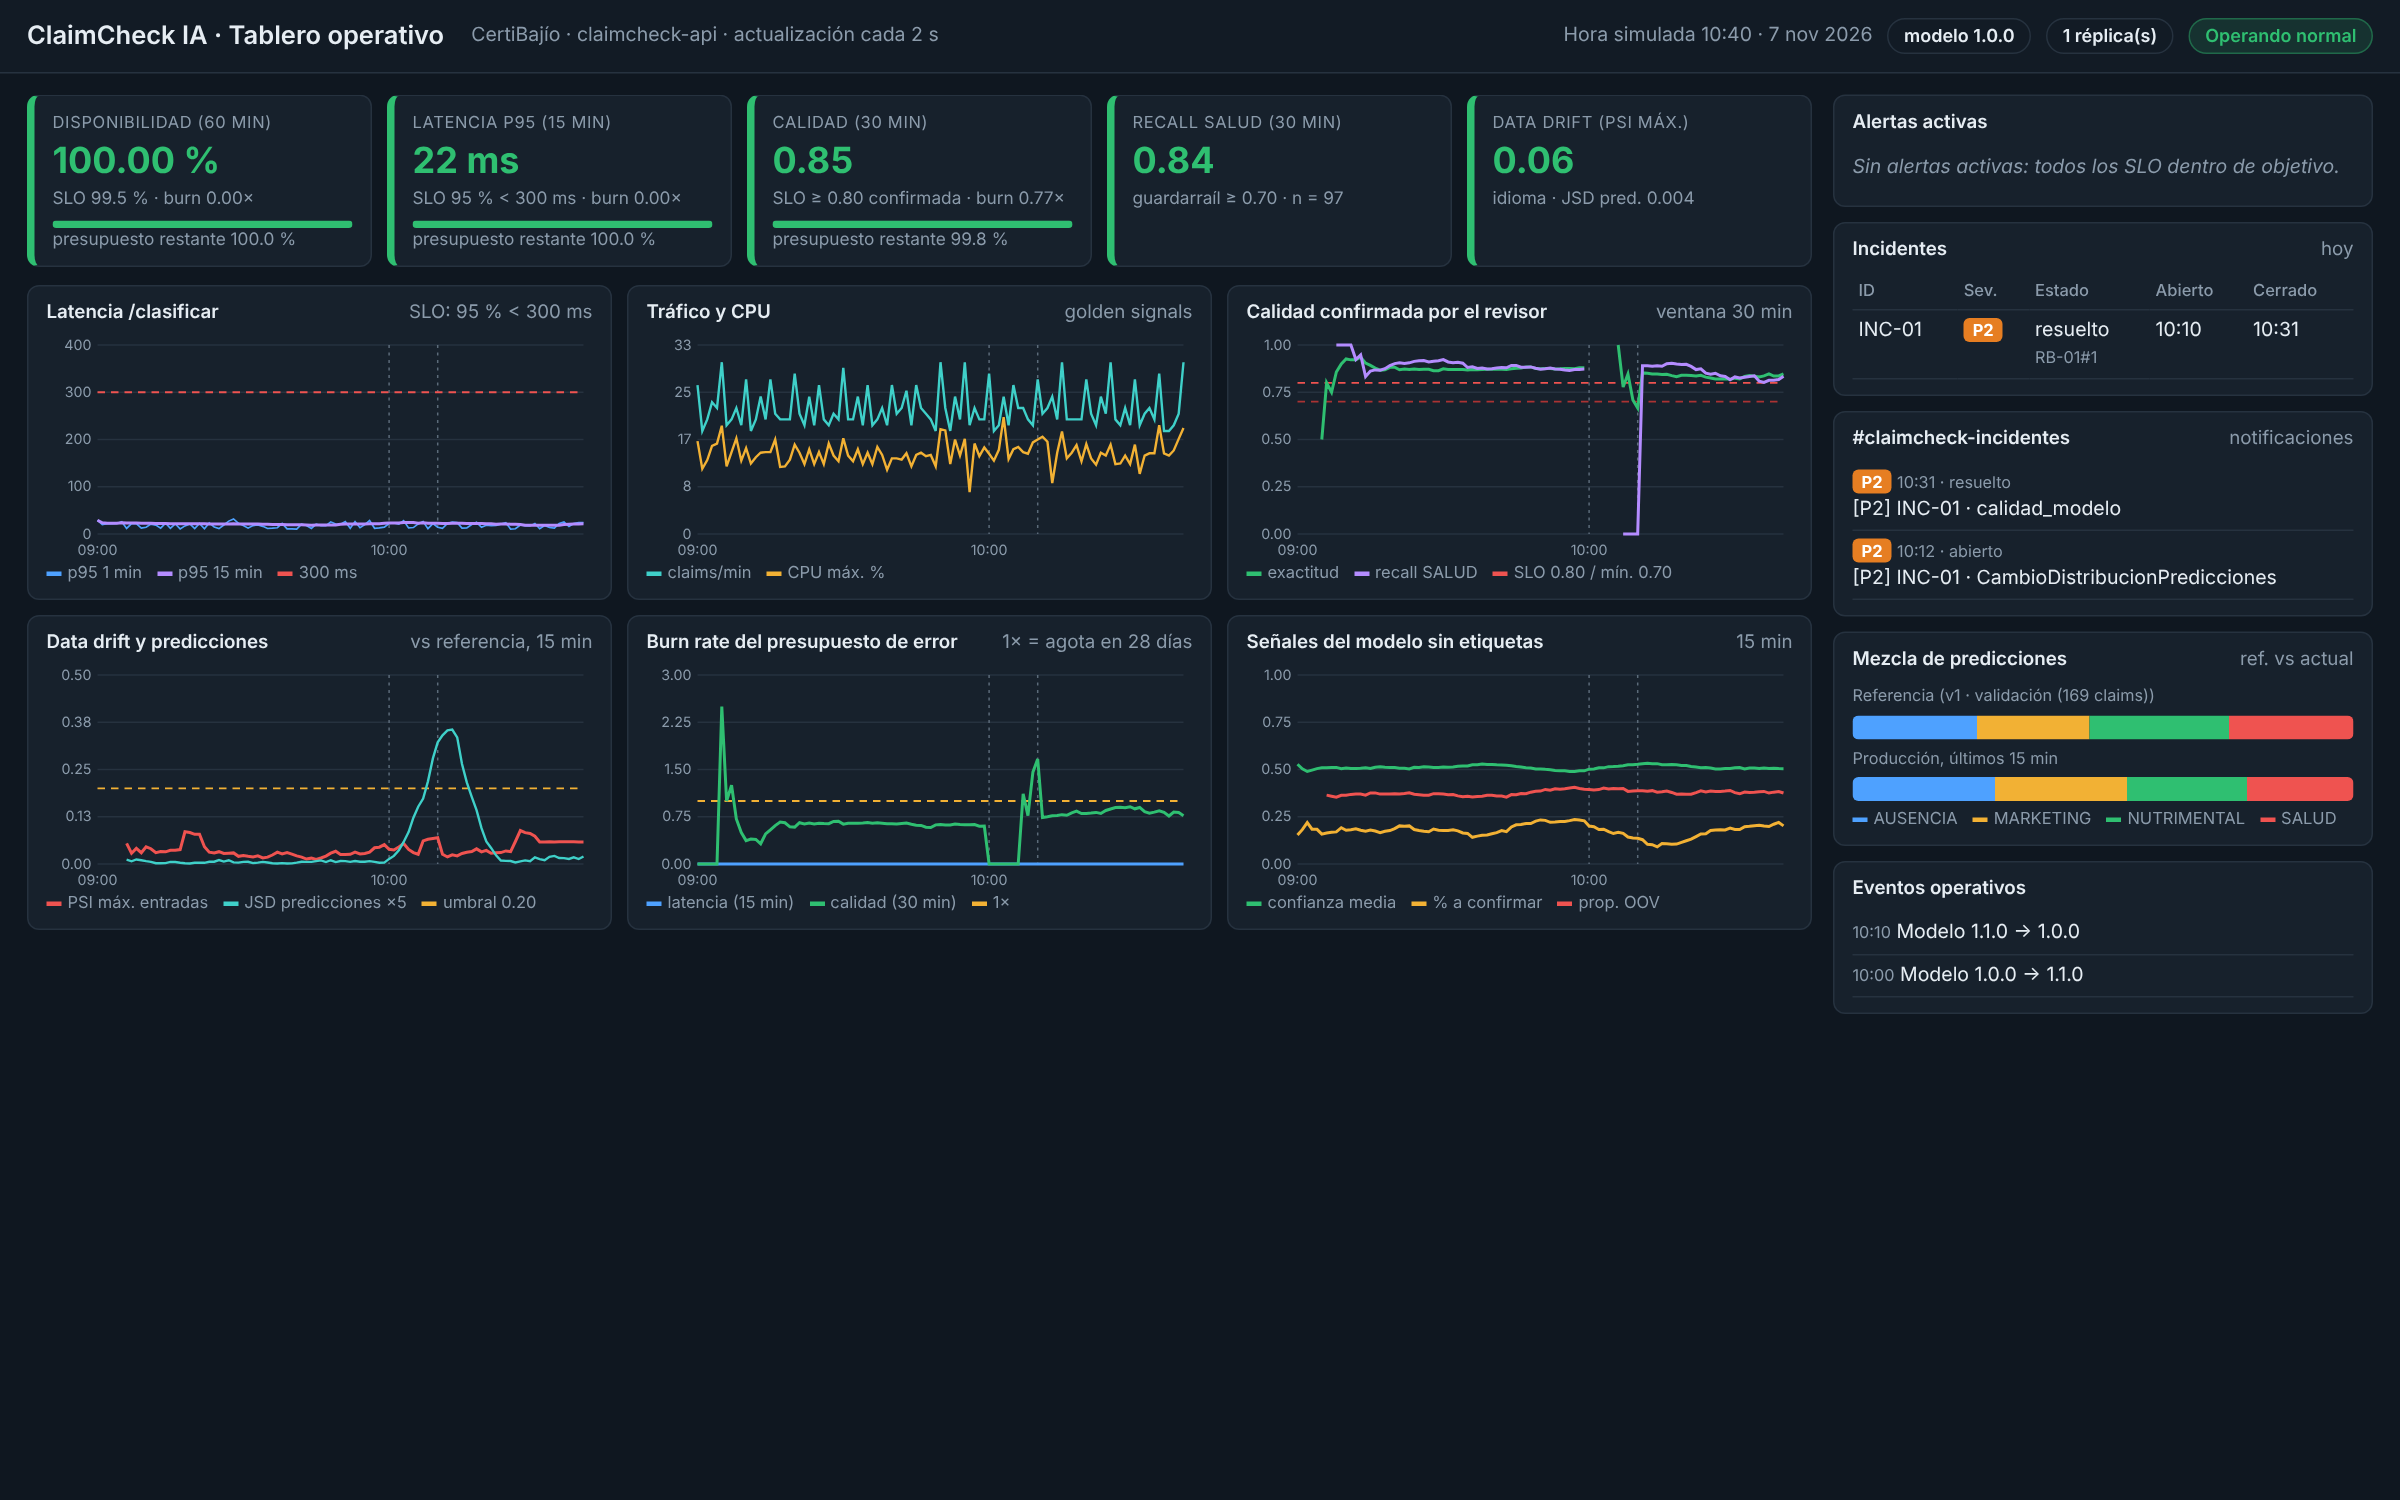 ClaimCheck IA · Tablero operativo
CertiBajío · claimcheck-api · actualización cada 2 s
Hora simulada 10:40 · 7 nov 2026
modelo 1.0.0
1 réplica(s)
Operando normal
DISPONIBILIDAD (60 MIN)
100.00 %
SLO 99.5 % · burn 0.00×
presupuesto restante 100.0 %
LATENCIA P95 (15 MIN)
22 ms
SLO 95 % < 300 ms · burn 0.00×
presupuesto restante 100.0 %
CALIDAD (30 MIN)
0.85
SLO ≥ 0.80 confirmada · burn 0.77×
presupuesto restante 99.8 %
RECALL SALUD (30 MIN)
0.84
guardarraíl ≥ 0.70 · n = 97
DATA DRIFT (PSI MÁX.)
0.06
idioma · JSD pred. 0.004
Latencia /clasificar
SLO: 95 % < 300 ms
400
300
200
100
0
09:00
10:00
p95 1 min
p95 15 min
300 ms
Tráfico y CPU
golden signals
33
25
17
8
0
09:00
10:00
claims/min
CPU máx. %
Calidad confirmada por el revisor
ventana 30 min
1.00
0.75
0.50
0.25
0.00
09:00
10:00
exactitud
recall SALUD
SLO 0.80 / mín. 0.70
Data drift y predicciones
vs referencia, 15 min
0.50
0.38
0.25
0.13
0.00
09:00
10:00
PSI máx. entradas
JSD predicciones ×5
umbral 0.20
Burn rate del presupuesto de error
1× = agota en 28 días
3.00
2.25
1.50
0.75
0.00
09:00
10:00
latencia (15 min)
calidad (30 min)
1×
Señales del modelo sin etiquetas
15 min
1.00
0.75
0.50
0.25
0.00
09:00
10:00
confianza media
% a confirmar
prop. OOV
Alertas activas
Sin alertas activas: todos los SLO dentro de objetivo.
Incidentes
hoy
ID Sev. Estado Abierto Cerrado
INC-01 P2 resuelto 10:10 10:31
RB-01#1
#claimcheck-incidentes
notificaciones
P2 10:31 · resuelto
[P2] INC-01 · calidad_modelo
P2 10:12 · abierto
[P2] INC-01 · CambioDistribucionPredicciones
Mezcla de predicciones
ref. vs actual
Referencia (v1 · validación (169 claims))
Producción, últimos 15 min
AUSENCIA
MARKETING
NUTRIMENTAL
SALUD
Eventos operativos
10:10 Modelo 1.1.0 → 1.0.0
10:00 Modelo 1.0.0 → 1.1.0